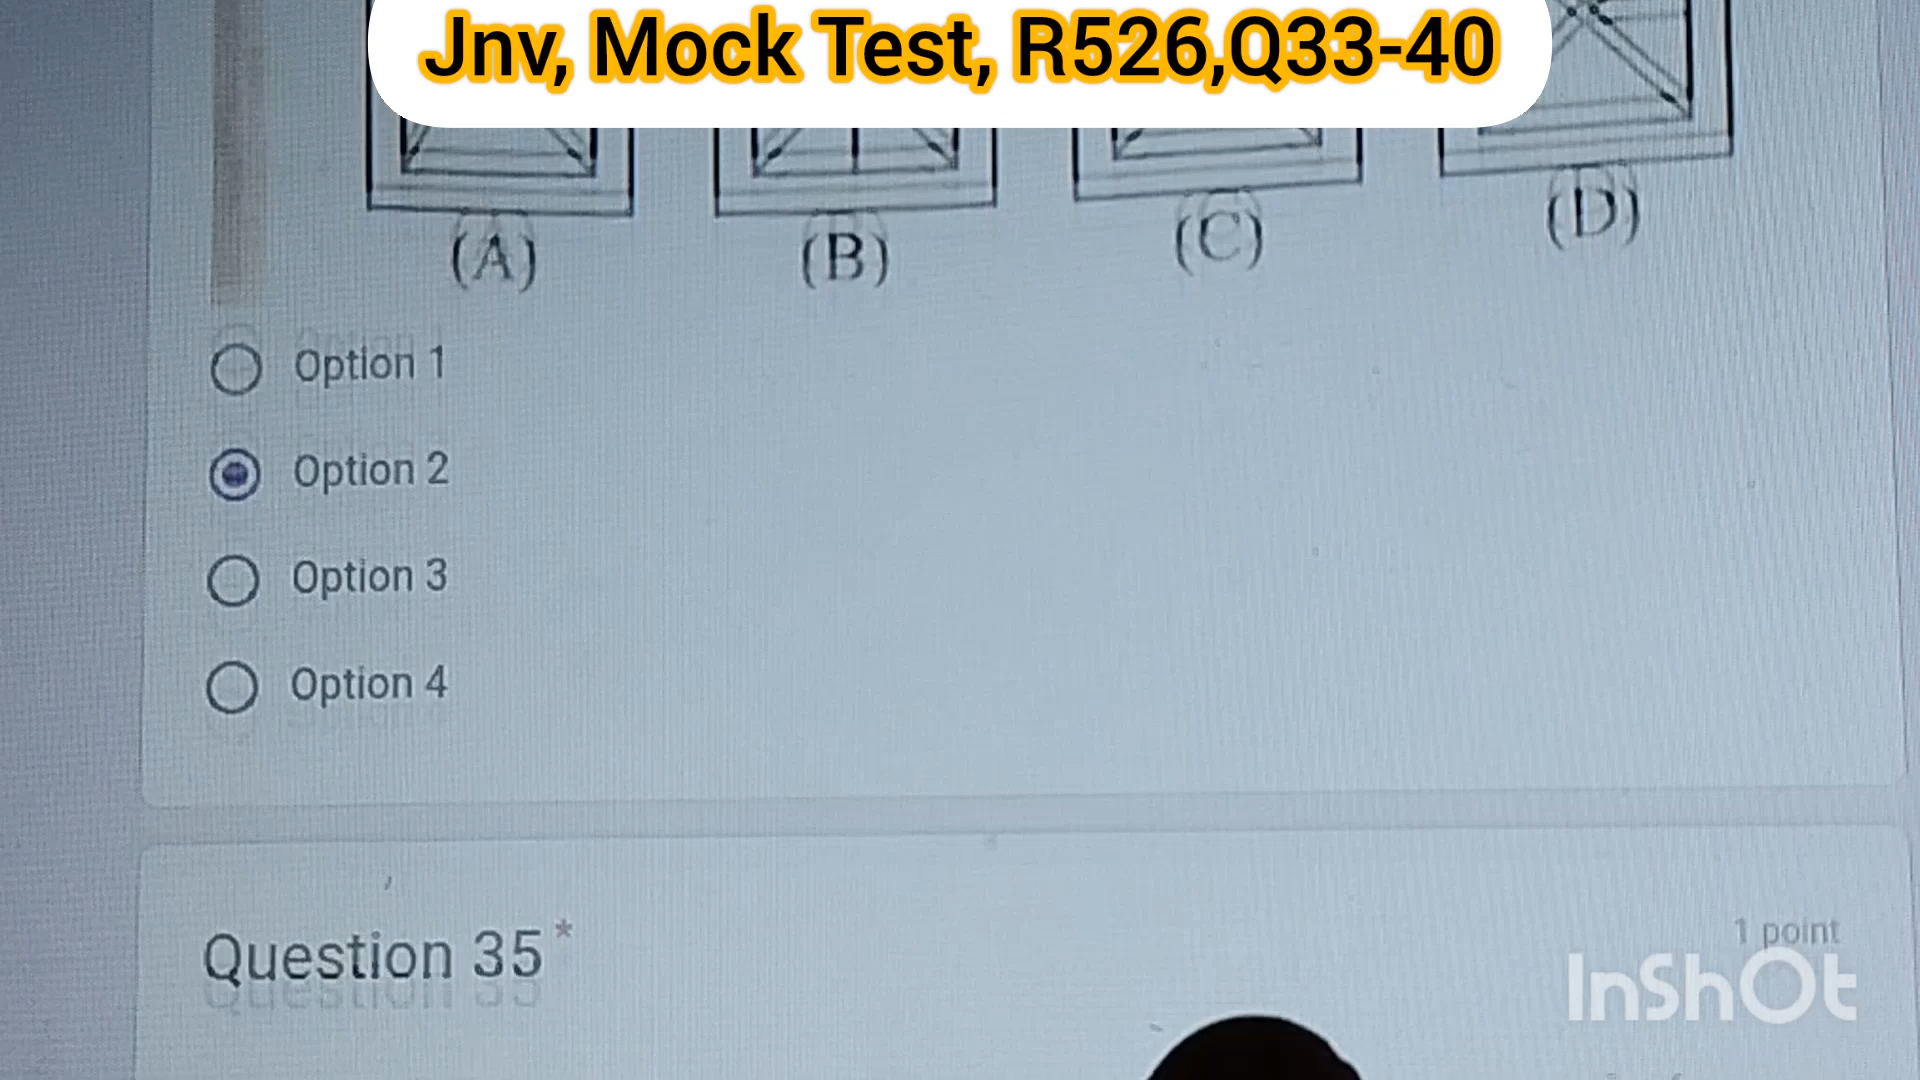 Jnv, Mock Test, R526,Q33-40
(A) (B) (C) (D)
Option 1
Option 2
Option 3
Option 4
Question 35 *
1 point
InShOt